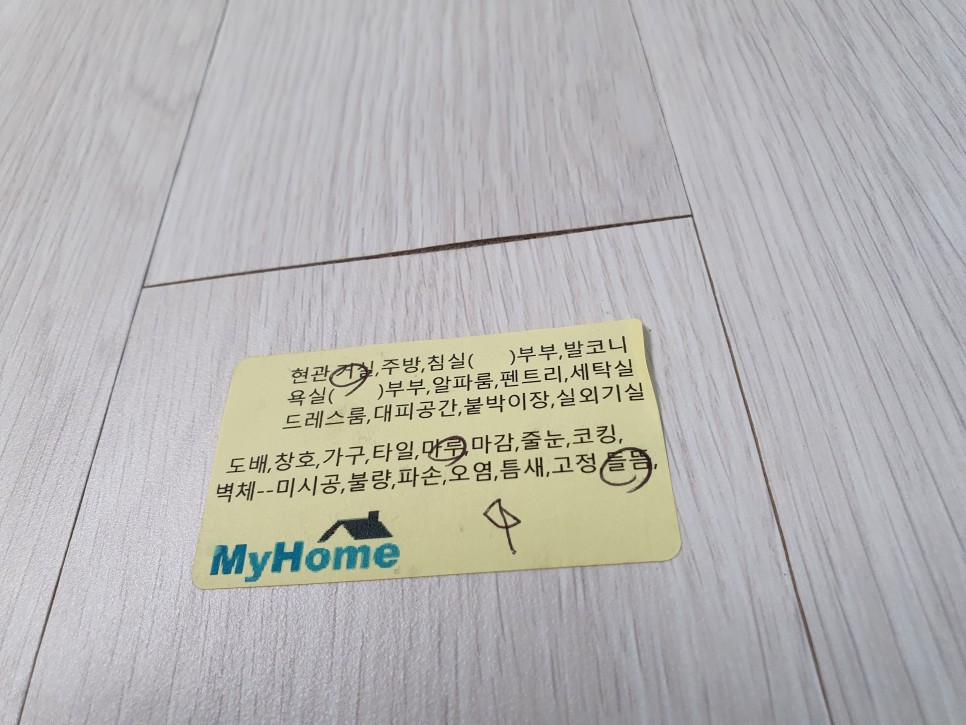 현관,거실,주방,침실( )부부,발코니
욕실( )부부,알파룸,펜트리,세탁실
드레스룸,대피공간,붙박이장,실외기실
도배,창호,가구,타일,마루,마감,줄눈,코킹,
벽체--미시공,불량,파손,오염,틈새,고정,들뜸,
MyHome